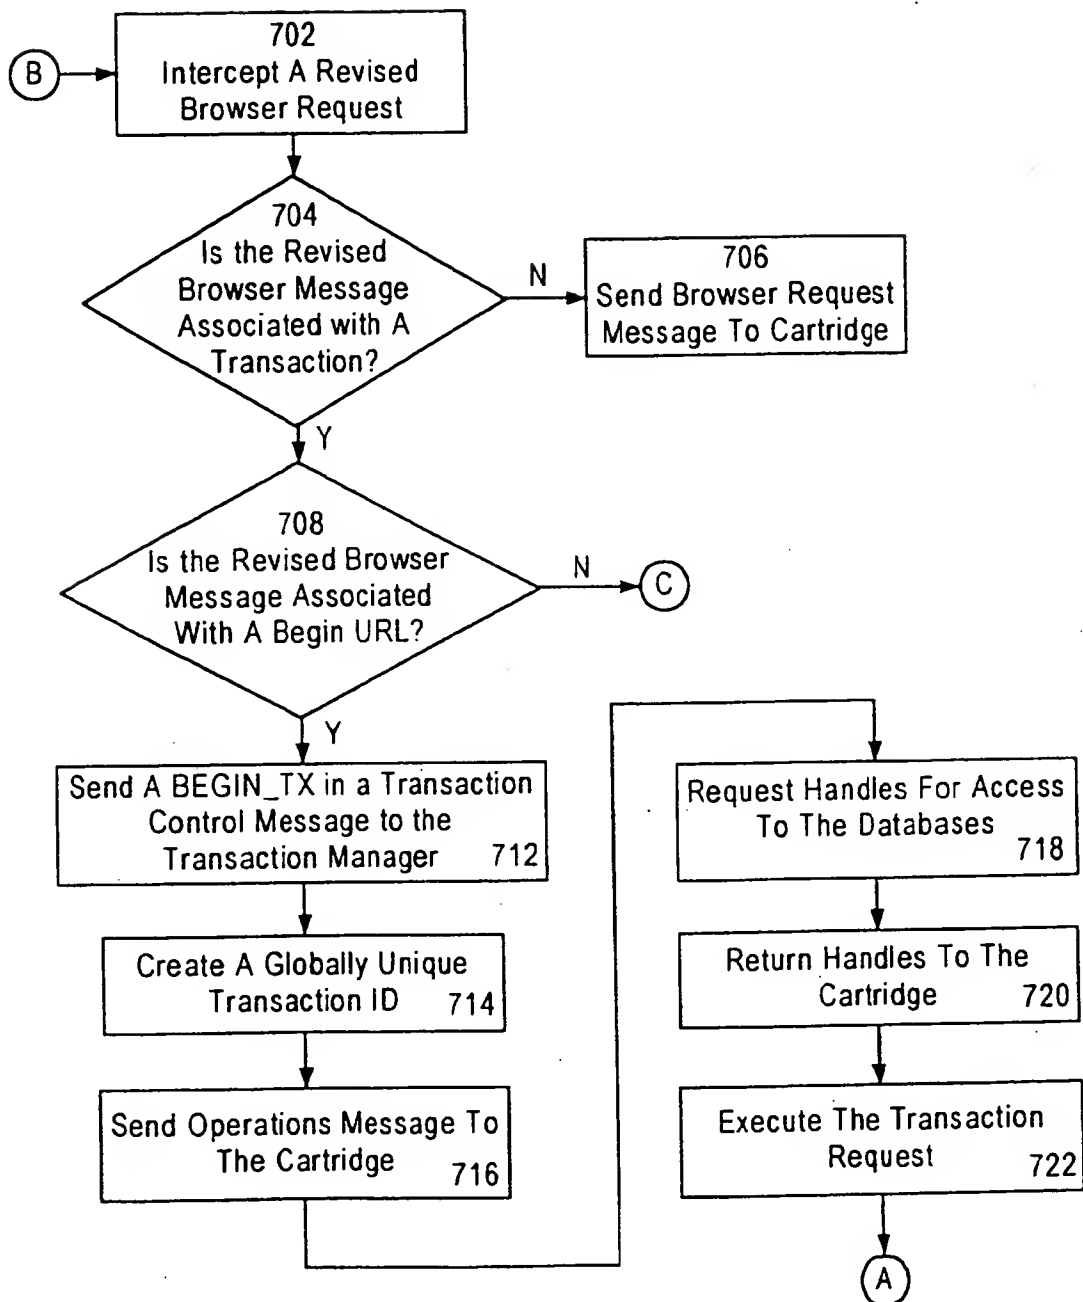 B
702
Intercept A Revised
Browser Request
704
Is the Revised
Browser Message
Associated with A
Transaction?
N
706
Send Browser Request
Message To Cartridge
Y
708
Is the Revised Browser
Message Associated
With A Begin URL?
N
C
Y
Send A BEGIN_TX in a Transaction
Control Message to the
Transaction Manager 712
Create A Globally Unique
Transaction ID 714
Send Operations Message To
The Cartridge 716
Request Handles For Access
To The Databases 718
Return Handles To The
Cartridge 720
Execute The Transaction
Request 722
A